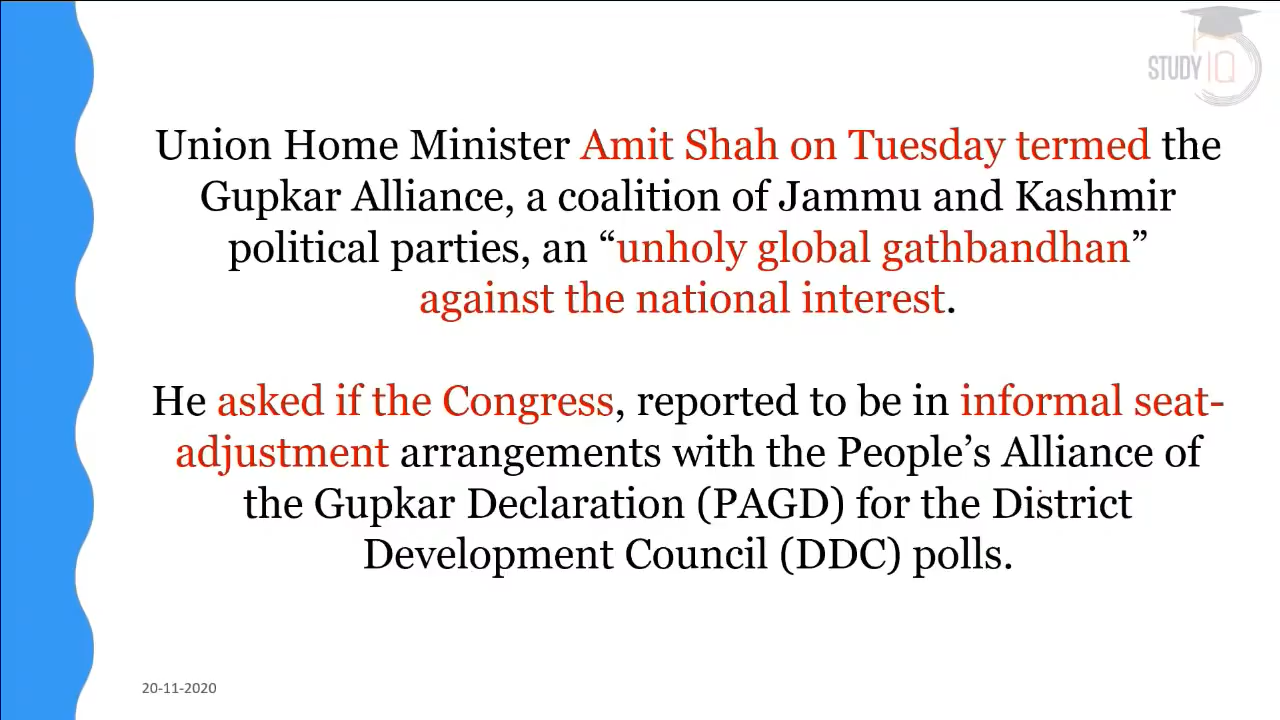 STUDY IQ
Union Home Minister Amit Shah on Tuesday termed the
Gupkar Alliance, a coalition of Jammu and Kashmir
political parties, an “unholy global gathbandhan”
against the national interest.
He asked if the Congress, reported to be in informal seat-
adjustment arrangements with the People’s Alliance of
the Gupkar Declaration (PAGD) for the District
Development Council (DDC) polls.
20-11-2020